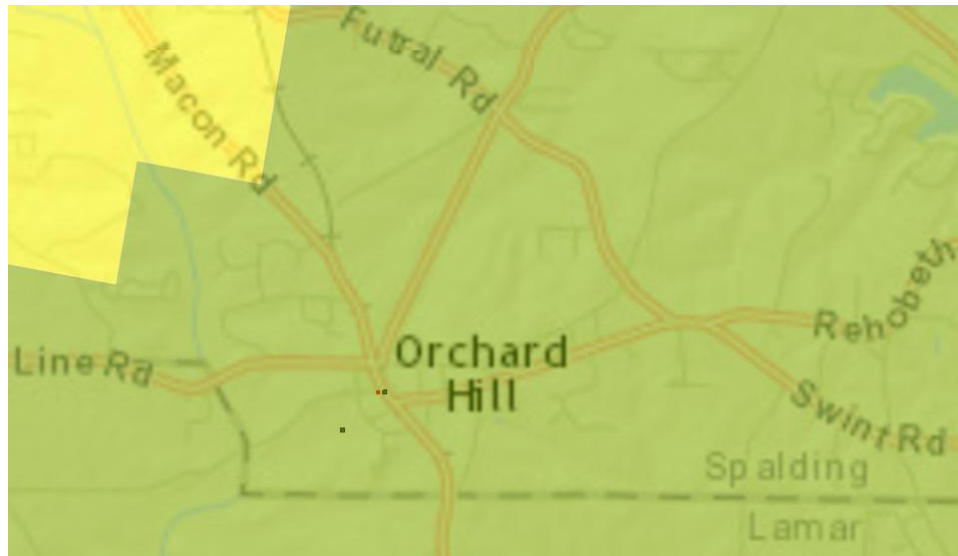 Futral Rd
Macon Rd
Rehobeth
Orchard
Hill
Line Rd
Swint Rd
Spalding
Lamar